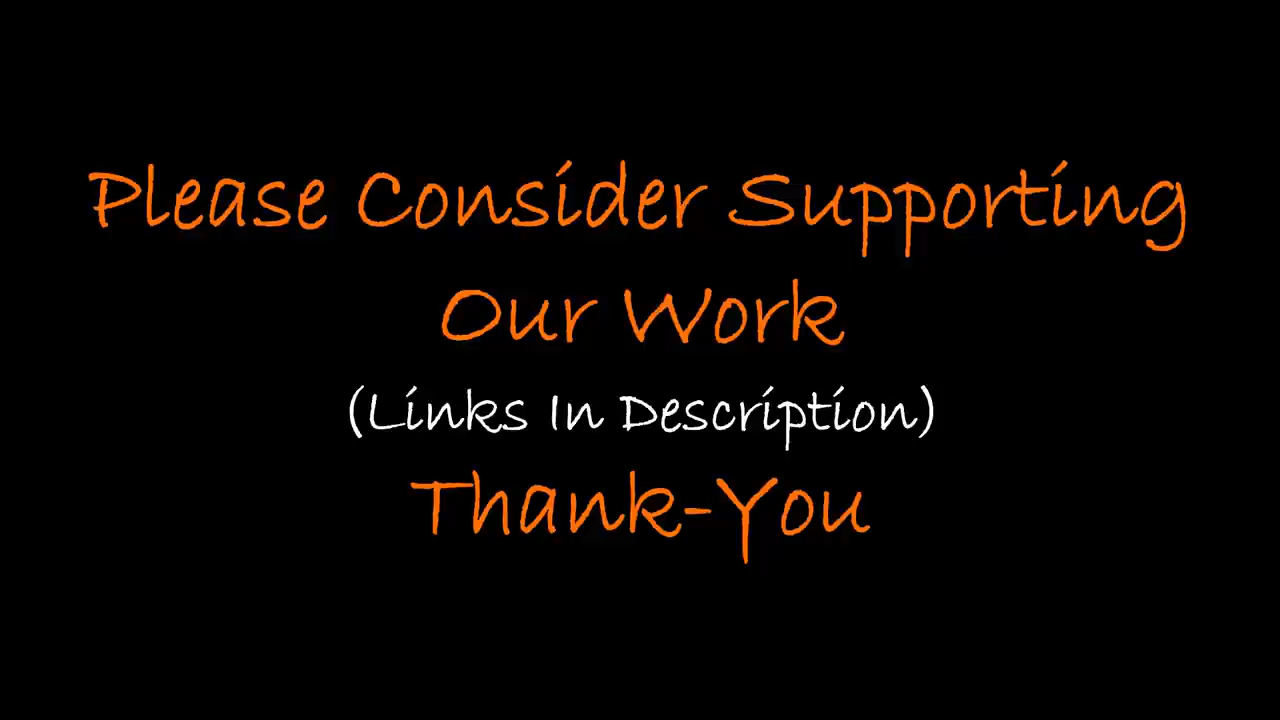 Please Consider Supporting
Our Work
(Links In Description)
Thank-You